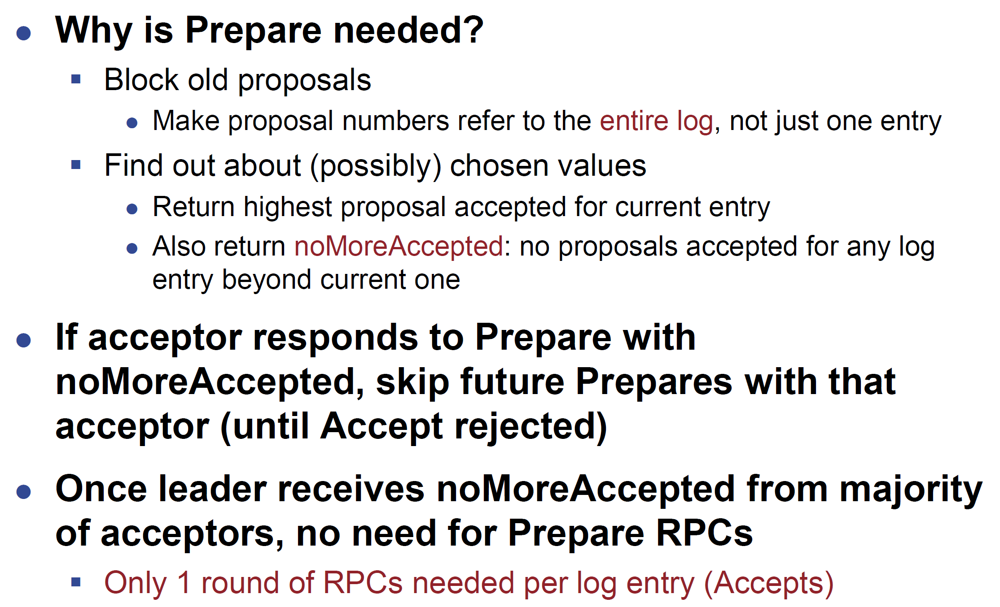 Why is Prepare needed?
Block old proposals
Make proposal numbers refer to the entire log, not just one entry
Find out about (possibly) chosen values
Return highest proposal accepted for current entry
Also return noMoreAccepted: no proposals accepted for any log
entry beyond current one
If acceptor responds to Prepare with
noMoreAccepted, skip future Prepares with that
acceptor (until Accept rejected)
Once leader receives noMoreAccepted from majority
of acceptors, no need for Prepare RPCs
Only 1 round of RPCs needed per log entry (Accepts)